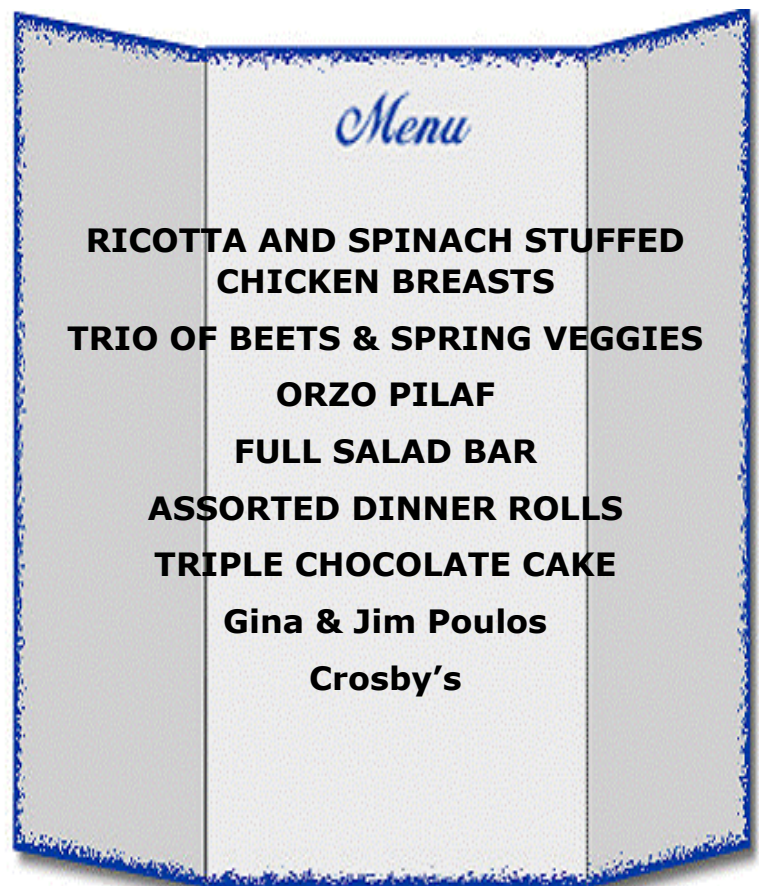 Menu
RICOTTA AND SPINACH STUFFED
CHICKEN BREASTS
TRIO OF BEETS & SPRING VEGGIES
ORZO PILAF
FULL SALAD BAR
ASSORTED DINNER ROLLS
TRIPLE CHOCOLATE CAKE
Gina & Jim Poulos
Crosby’s